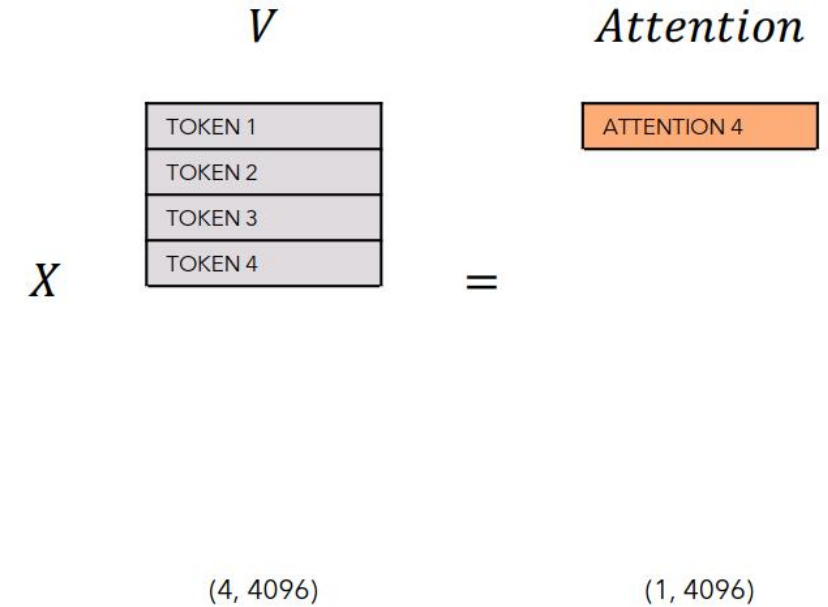 V Attention
TOKEN 1 ATTENTION 4
TOKEN 2
TOKEN 3
TOKEN 4
X =
(4, 4096) (1, 4096)